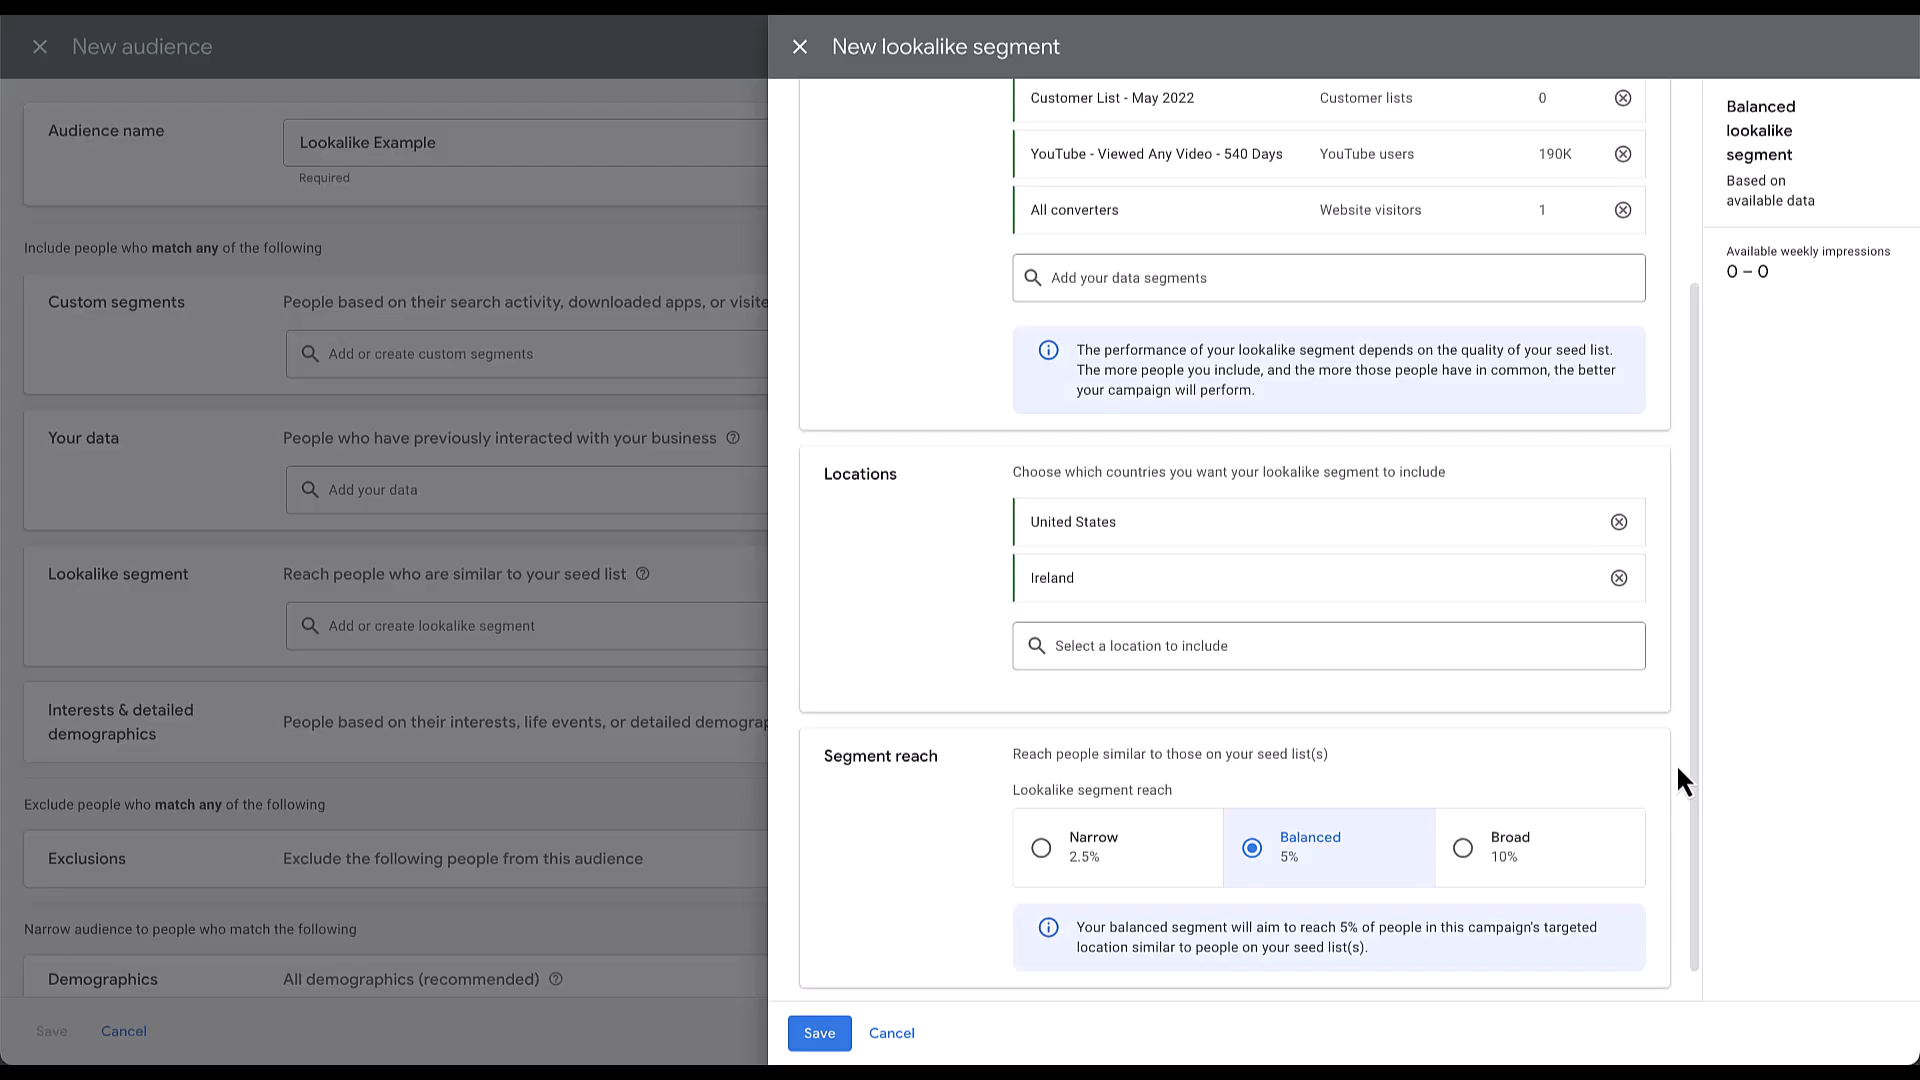 New audience
Audience name
Lookalike Example
Required
Include people who match any of the following
Custom segments
People based on their search activity, downloaded apps, or visite
Add or create custom segments
Your data
People who have previously interacted with your business
Add your data
Lookalike segment
Reach people who are similar to your seed list
Add or create lookalike segment
Interests & detailed
demographics
People based on their interests, life events, or detailed demograp
Exclude people who match any of the following
Exclusions
Exclude the following people from this audience
Narrow audience to people who match the following
Demographics
All demographics (recommended)
Save
Cancel
New lookalike segment
Customer List - May 2022 Customer lists 0
YouTube - Viewed Any Video - 540 Days YouTube users 190K
All converters Website visitors 1
Add your data segments
The performance of your lookalike segment depends on the quality of your seed list.
The more people you include, and the more those people have in common, the better
your campaign will perform.
Locations
Choose which countries you want your lookalike segment to include
United States
Ireland
Select a location to include
Segment reach
Reach people similar to those on your seed list(s)
Lookalike segment reach
Narrow
2.5%
Balanced
5%
Broad
10%
Your balanced segment will aim to reach 5% of people in this campaign's targeted
location similar to people on your seed list(s).
Save
Cancel
Balanced
lookalike
segment
Based on
available data
Available weekly impressions
0 – 0